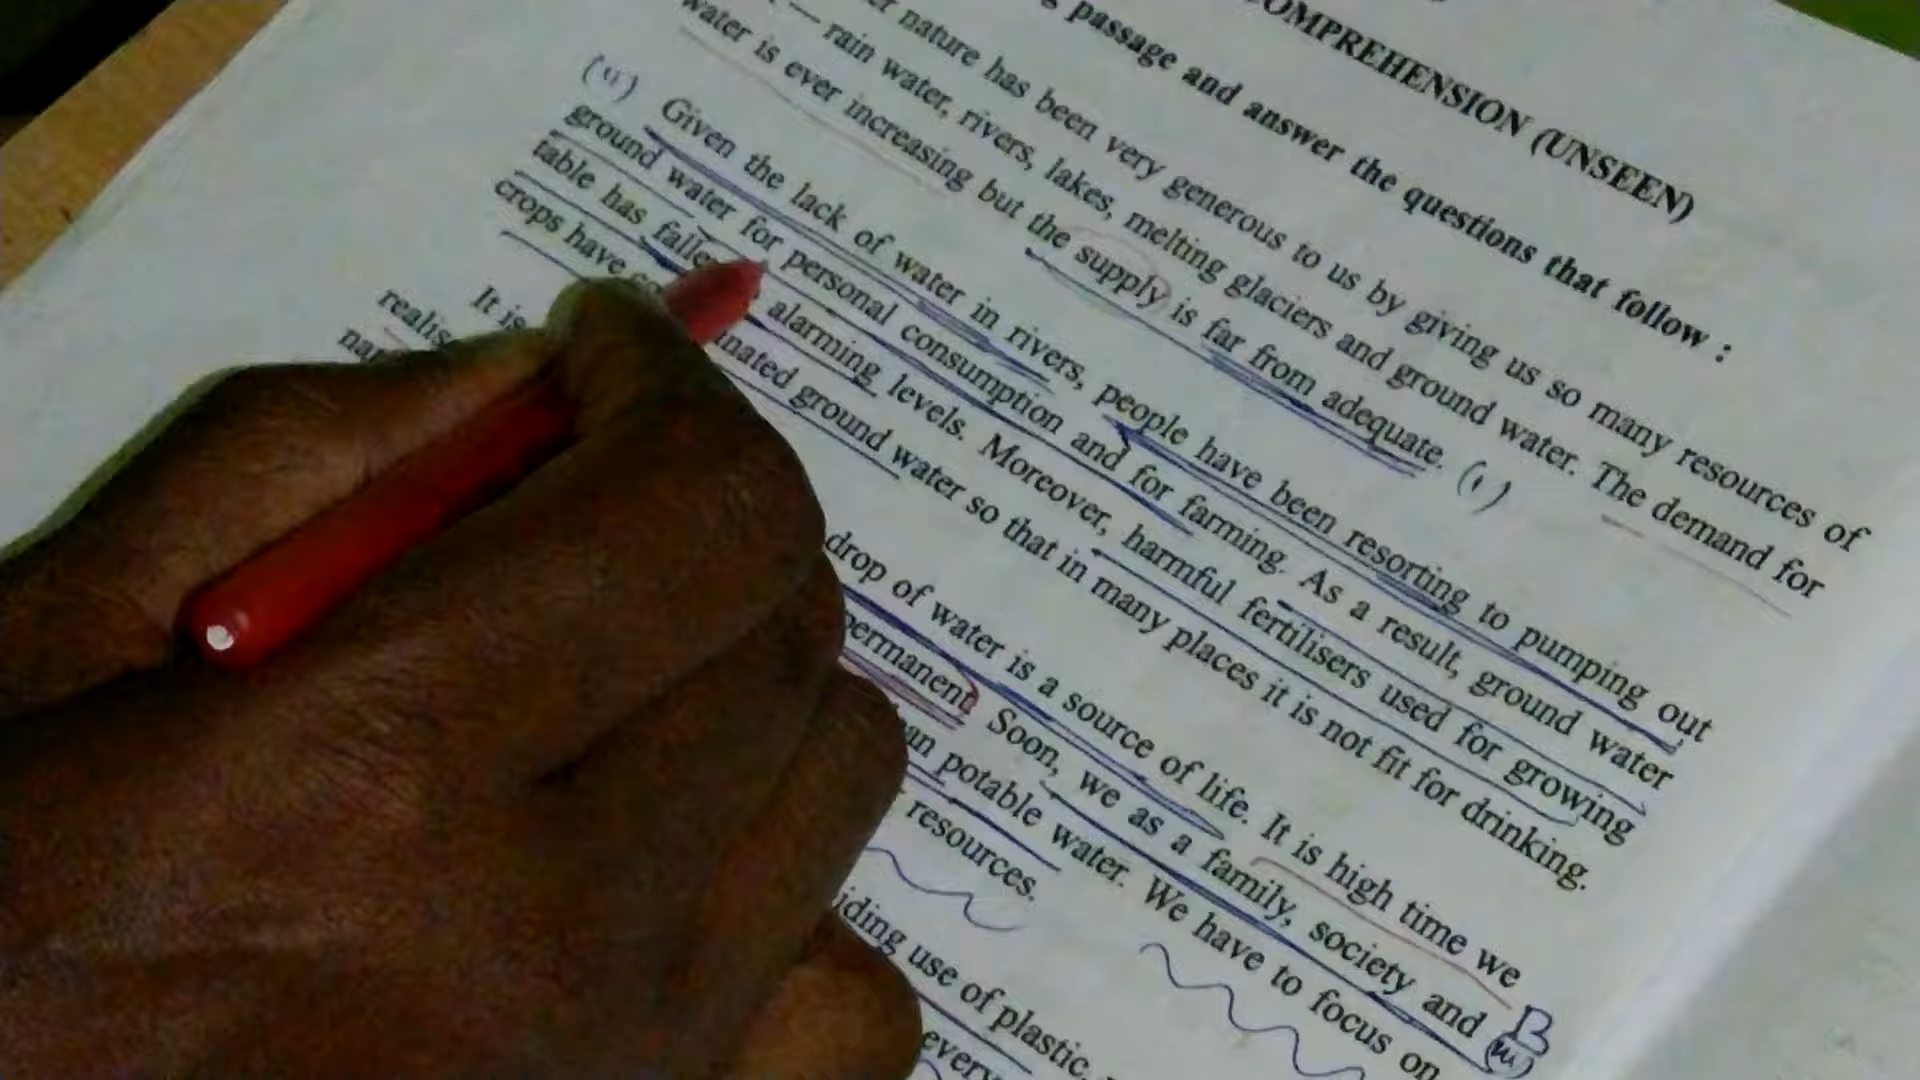 COMPREHENSION (UNSEEN)
passage and answer the questions that follow :
nature has been very generous to us by giving us so many resources of
— rain water, rivers, lakes, melting glaciers and ground water. The demand for
water is ever increasing but the supply is far from adequate. (i)
(ii) Given the lack of water in rivers, people have been resorting to pumping out
ground water for personal consumption and for farming. As a result, ground water
table has alarming levels. Moreover, harmful fertilisers used for growing
crops have ground water so that in many places it is not fit for drinking.
It is drop of water is a source of life. It is high time we
permanent. Soon, we as a family, society and
potable water. We have to focus on
resources.
use of plastic.
every
B
(iii)